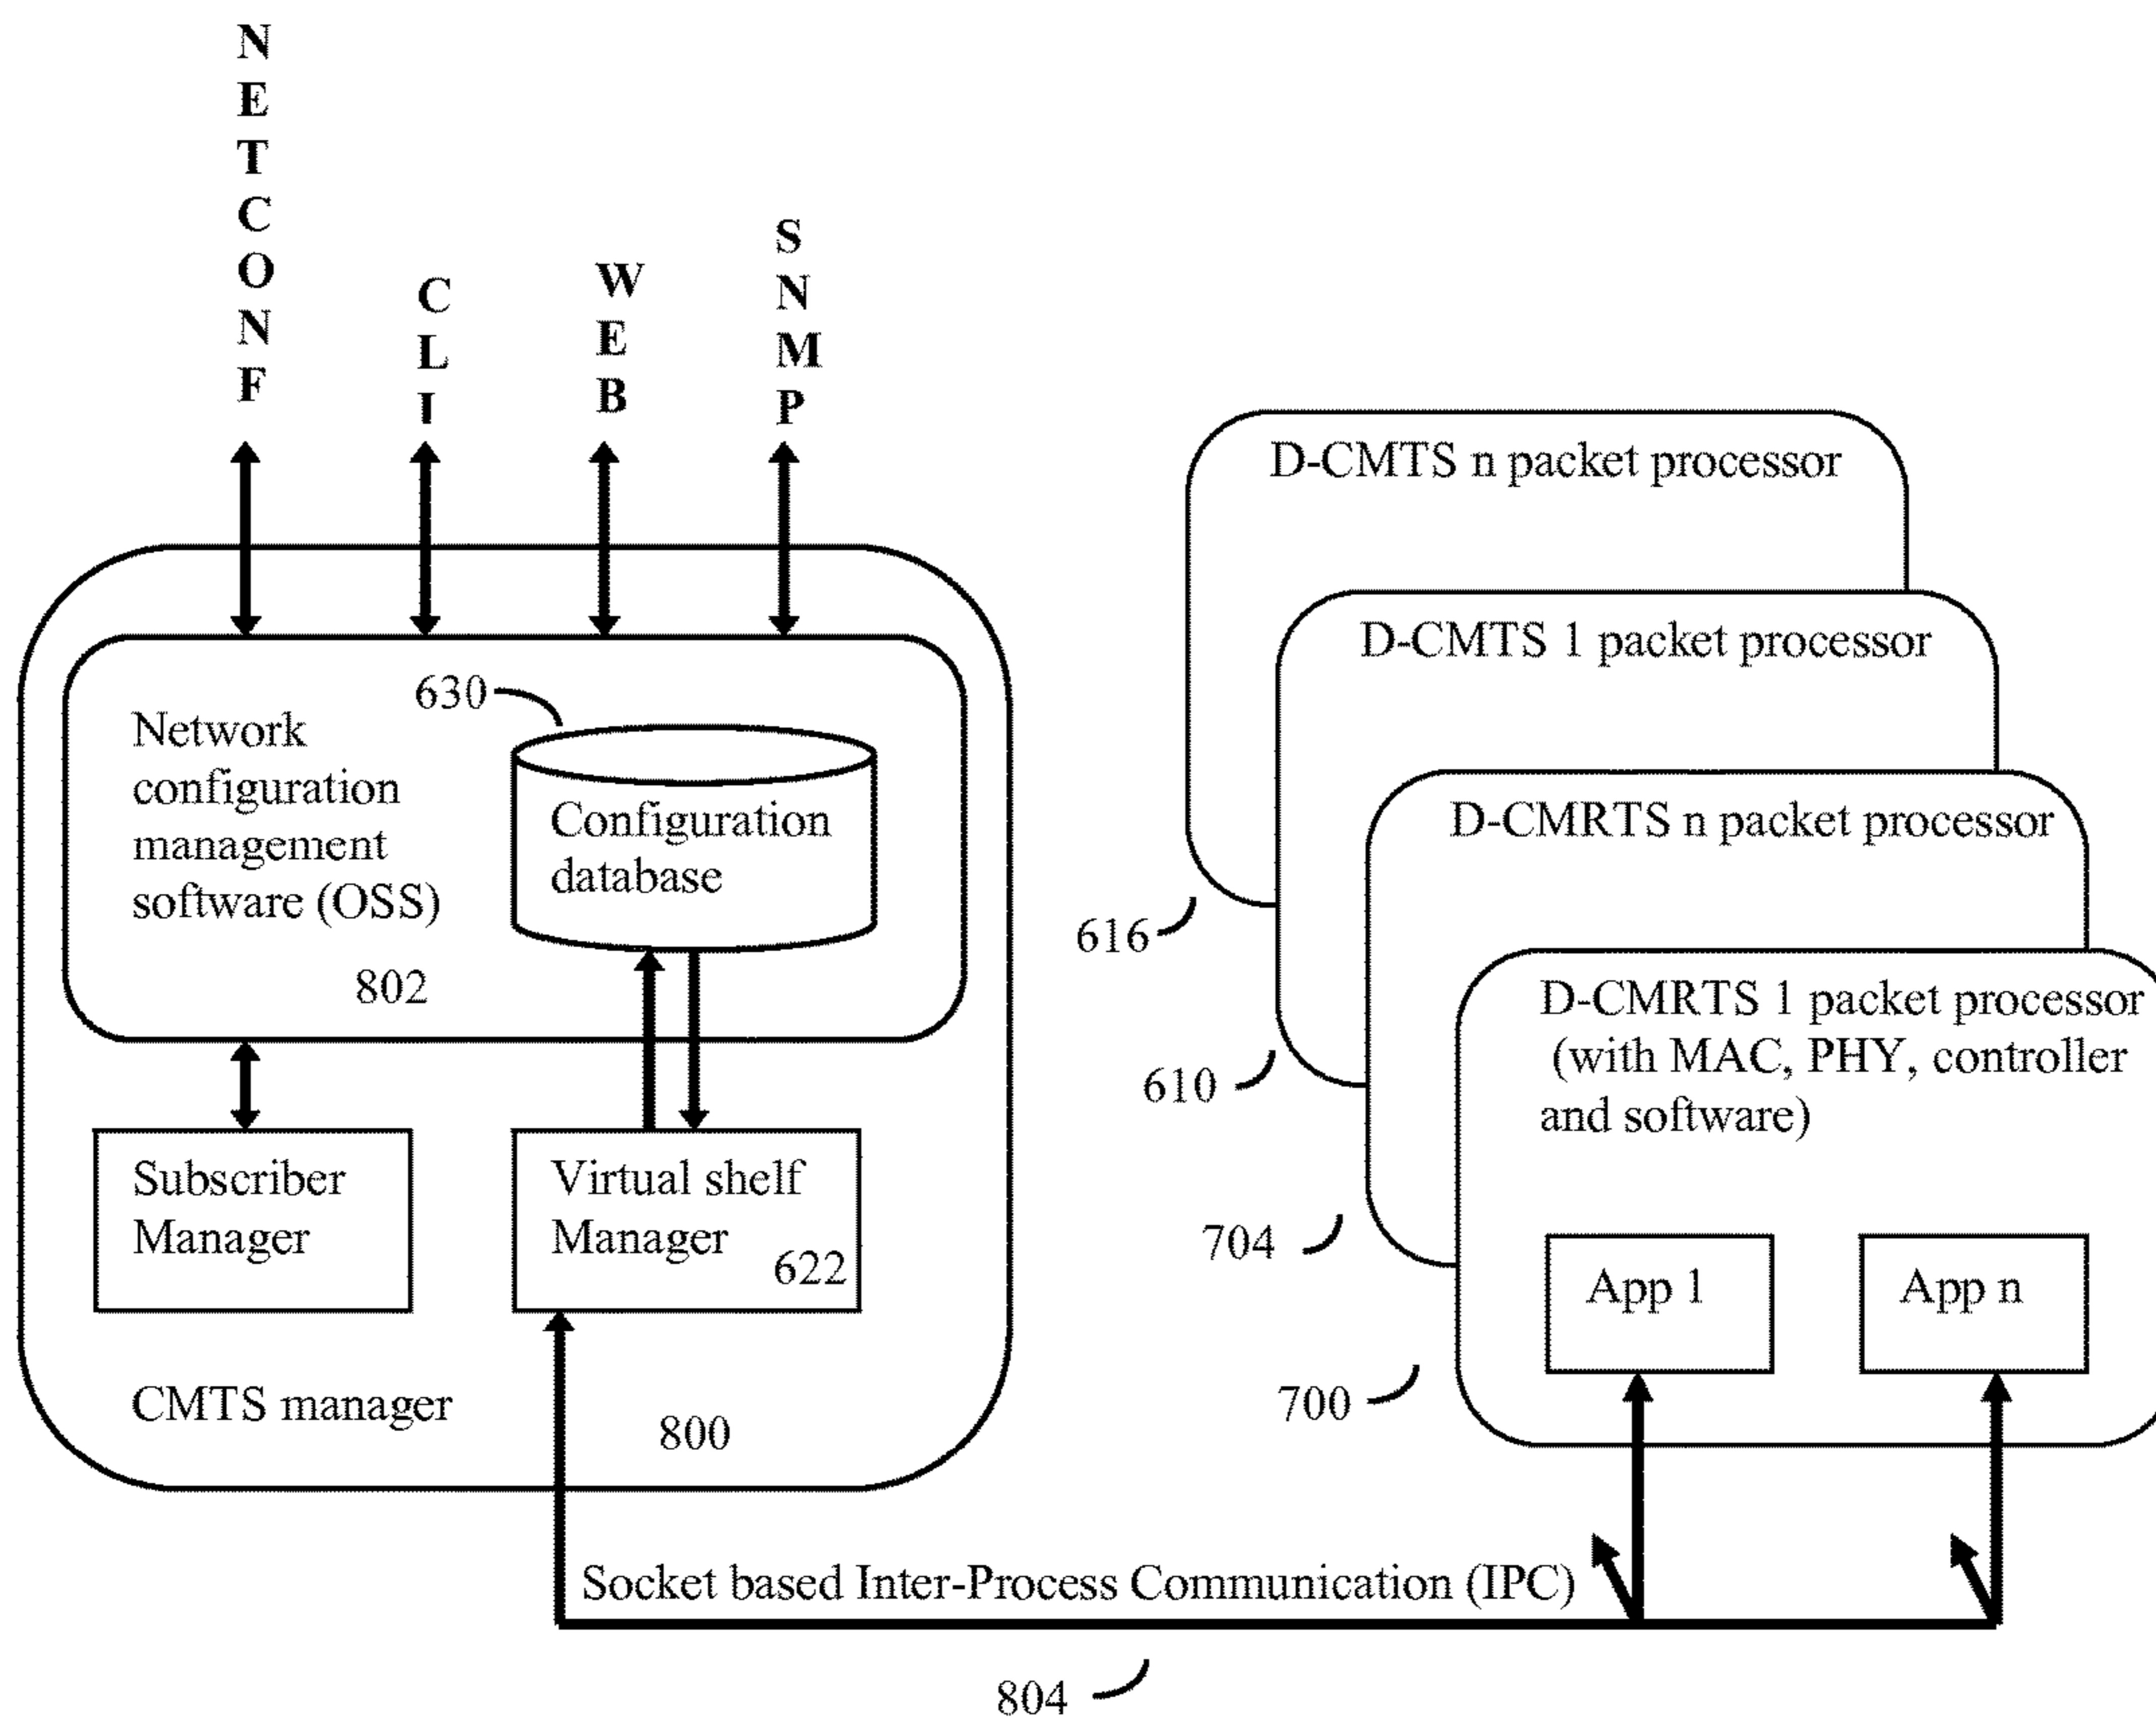 NETCONF
CLI
WEB
SNMP
630
Network
configuration
management
software (OSS)
802
Configuration
database
Subscriber
Manager
Virtual shelf
Manager
622
CMTS manager
800
D-CMTS n packet processor
616
D-CMTS 1 packet processor
610
D-CMRTS n packet processor
704
D-CMRTS 1 packet processor
(with MAC, PHY, controller
and software)
App 1
App n
700
Socket based Inter-Process Communication (IPC)
804